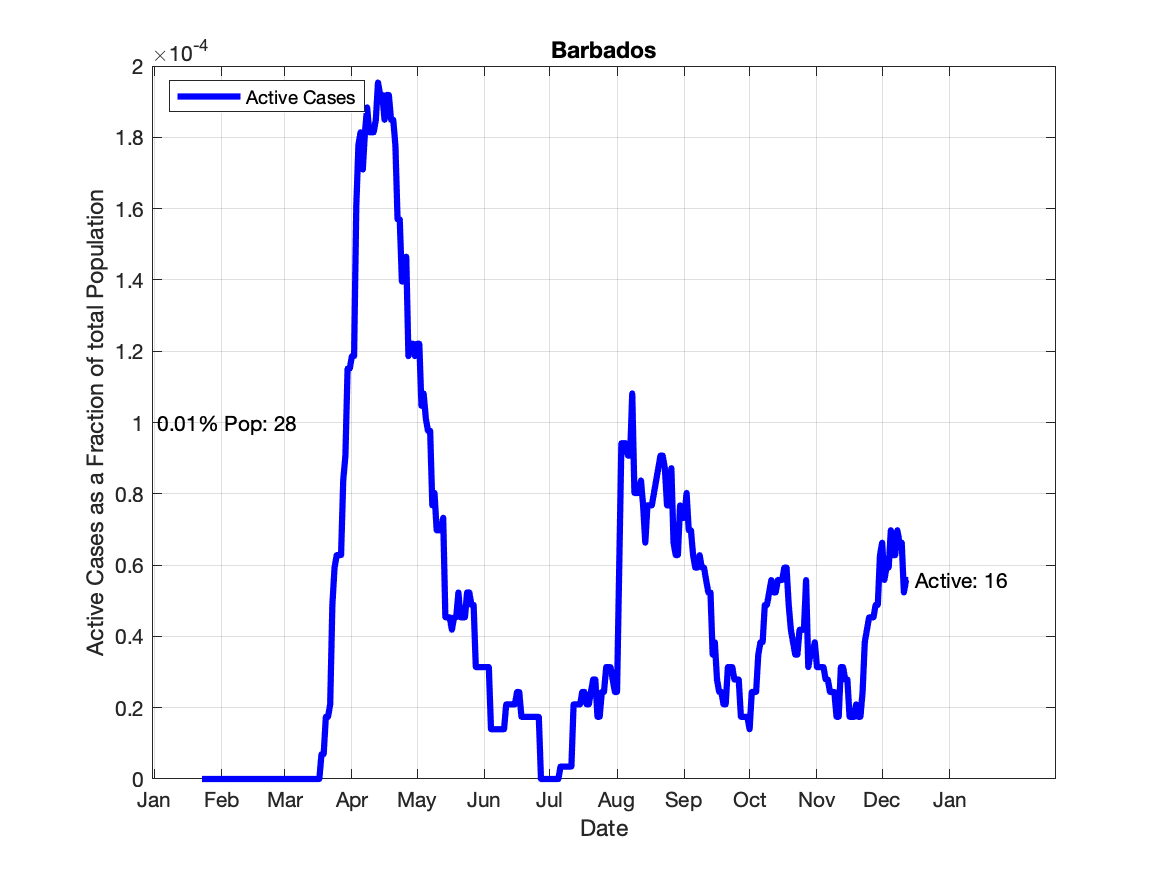 Barbados
×10-4
2
1.8
1.6
1.4
1.2
1
0.8
0.6
0.4
0.2
0
Active Cases
0.01% Pop: 28
Active: 16
Active Cases as a Fraction of total Population
Jan Feb Mar Apr May Jun Jul Aug Sep Oct Nov Dec Jan
Date